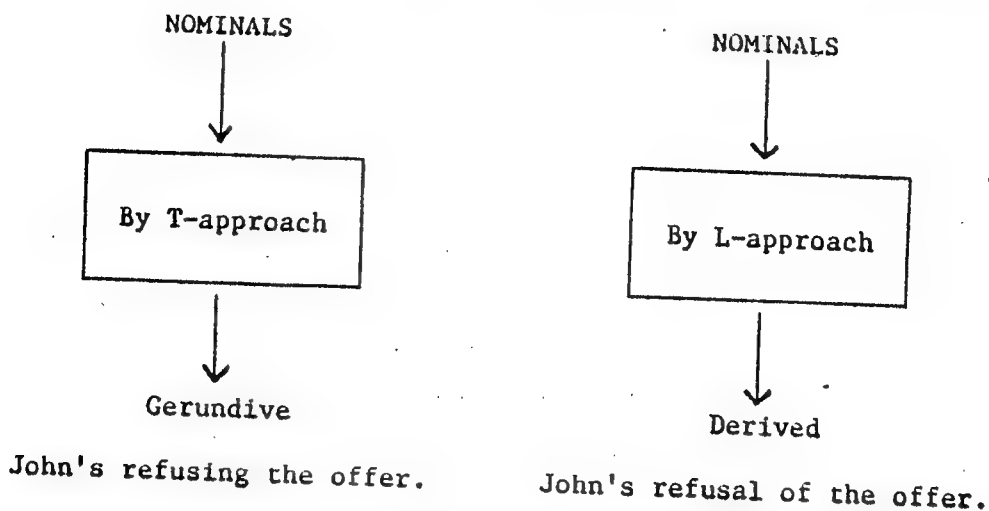 NOMINALS
By T-approach
Gerundive
John's refusing the offer.
NOMINALS
By L-approach
Derived
John's refusal of the offer.